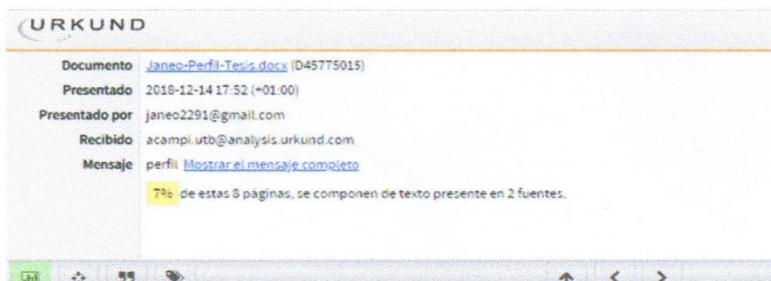 URKUND
Documento Janeo-Perfil-Tesis.docx (D45775015)
Presentado 2018-12-14 17:52 (+01:00)
Presentado por janeo2291@gmail.com
Recibido acampi.utb@analysis.urkund.com
Mensaje perfil Mostrar el mensaje completo
7% de estas 8 páginas, se componen de texto presente en 2 fuentes.